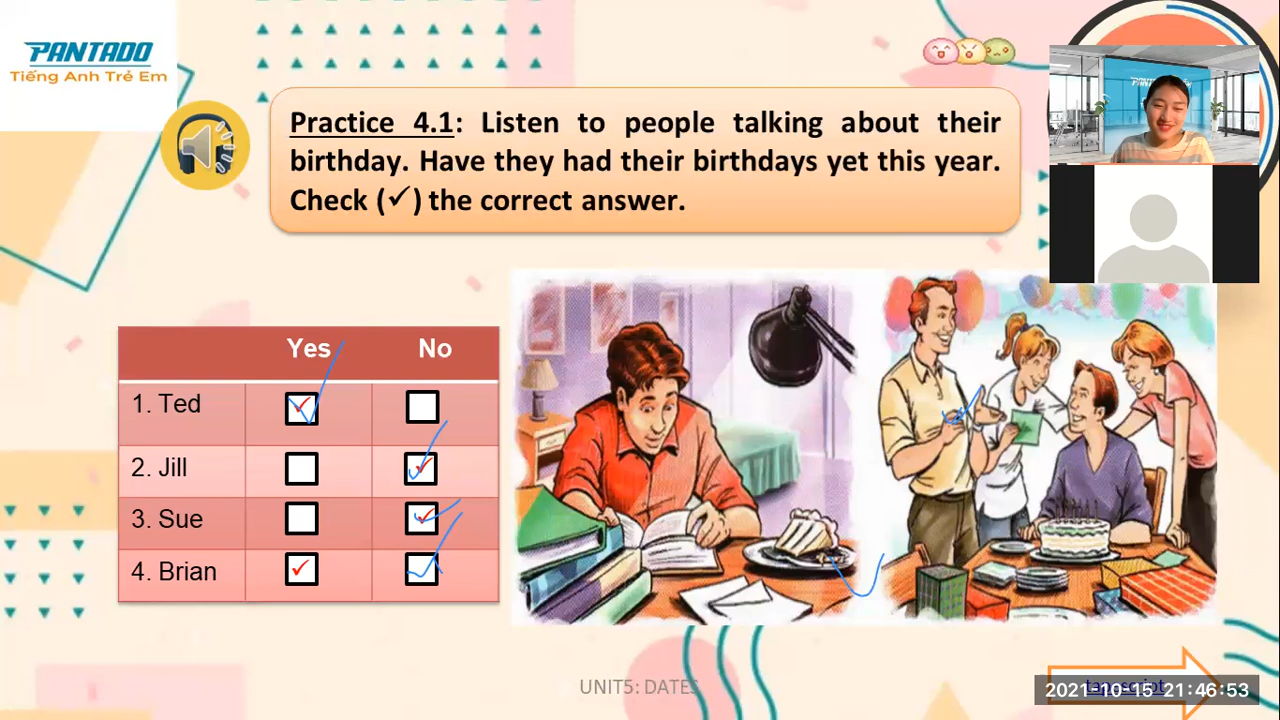 PANTADO
Tiếng Anh Trẻ Em
Practice 4.1: Listen to people talking about their
birthday. Have they had their birthdays yet this year.
Check (✓) the correct answer.
Yes No
1. Ted
2. Jill
3. Sue
4. Brian
UNIT5: DATES
2021-10-15 21:46:53